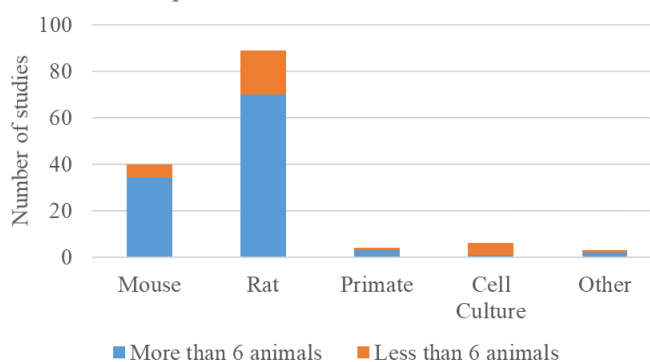 100
80
60
40
20
0
Number of studies
Mouse
Rat
Primate
Cell
Culture
Other
More than 6 animals
Less than 6 animals